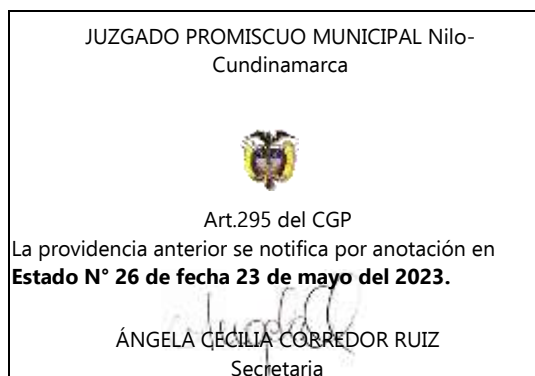 JUZGADO PROMISCUO MUNICIPAL Nilo-
Cundinamarca
Art.295 del CGP
La providencia anterior se notifica por anotación en
Estado N° 26 de fecha 23 de mayo del 2023.
ÁNGELA CECILIA CORREDOR RUIZ
Secretaria